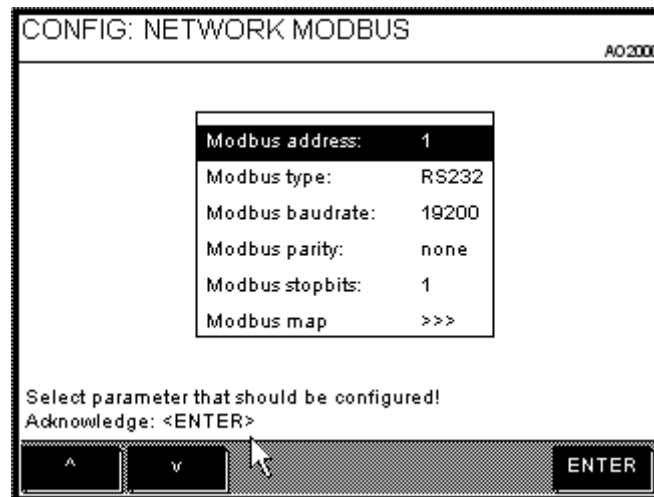 CONFIG: NETWORK MODBUS
AO2000
Modbus address: 1
Modbus type: RS232
Modbus baudrate: 19200
Modbus parity: none
Modbus stopbits: 1
Modbus map >>>
Select parameter that should be configured!
Acknowledge: <ENTER>
^ v ENTER